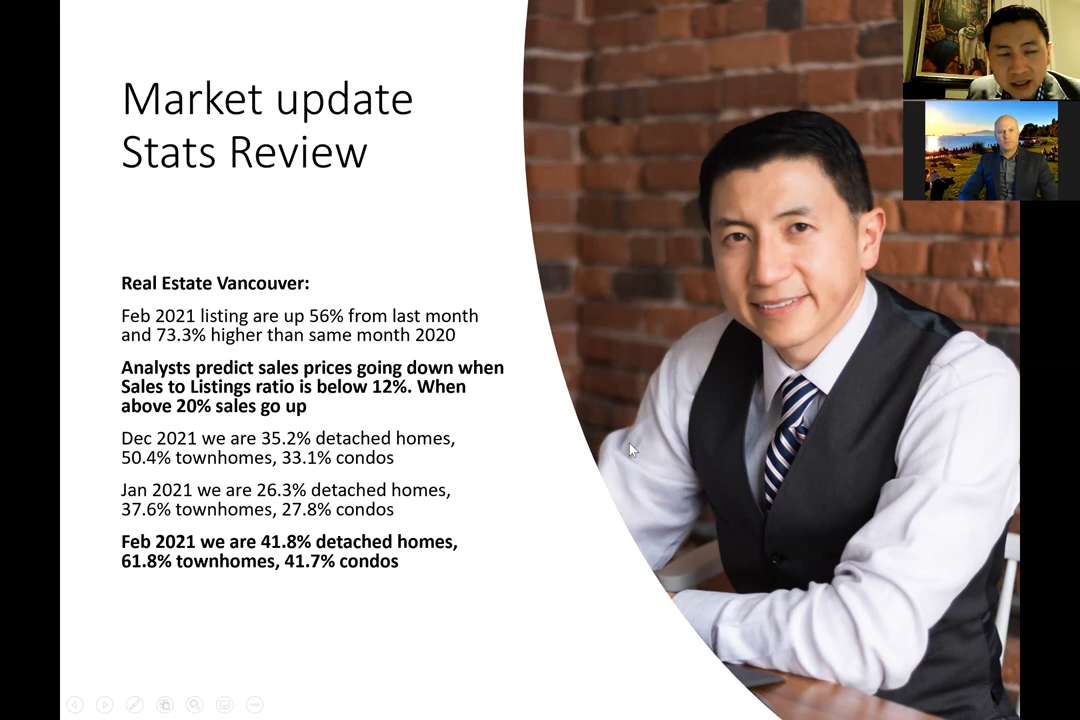 Market update
Stats Review
Real Estate Vancouver:
Feb 2021 listing are up 56% from last month
and 73.3% higher than same month 2020
Analysts predict sales prices going down when
Sales to Listings ratio is below 12%. When
above 20% sales go up
Dec 2021 we are 35.2% detached homes,
50.4% townhomes, 33.1% condos
Jan 2021 we are 26.3% detached homes,
37.6% townhomes, 27.8% condos
Feb 2021 we are 41.8% detached homes,
61.8% townhomes, 41.7% condos